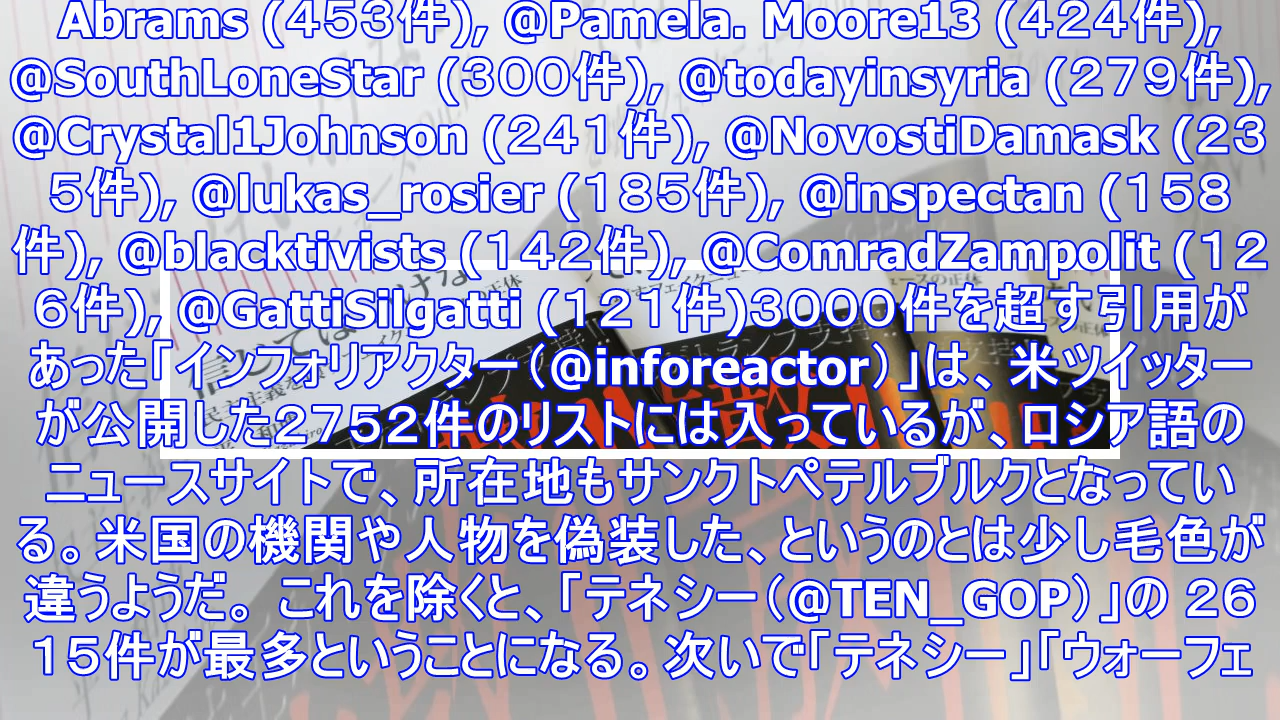 Abrams (４５３件), @Pamela. Moore13 (４２４件),
@SouthLoneStar (３００件), @todayinsyria (２７９件),
@Crystal1Johnson (２４１件), @NovostiDamask (２３
５件), @lukas_rosier (１８５件), @inspectan (１５８
件), @blacktivists (１４２件), @ComradZampolit (１２
６件), @GattiSilgatti (１２１件)３０００件を超す引用が
あった「インフォリアクター（@inforeactor）」は、米ツイッター
が公開した２７５２件のリストには入っているが、ロシア語の
ニュースサイトで、所在地もサンクトペテルブルクとなってい
る。米国の機関や人物を偽装した、というのとは少し毛色が
違うようだ。これを除くと、「テネシー（@TEN_GOP）」の２６
１５件が最多ということになる。次いで「テネシー」「ウォーフェ